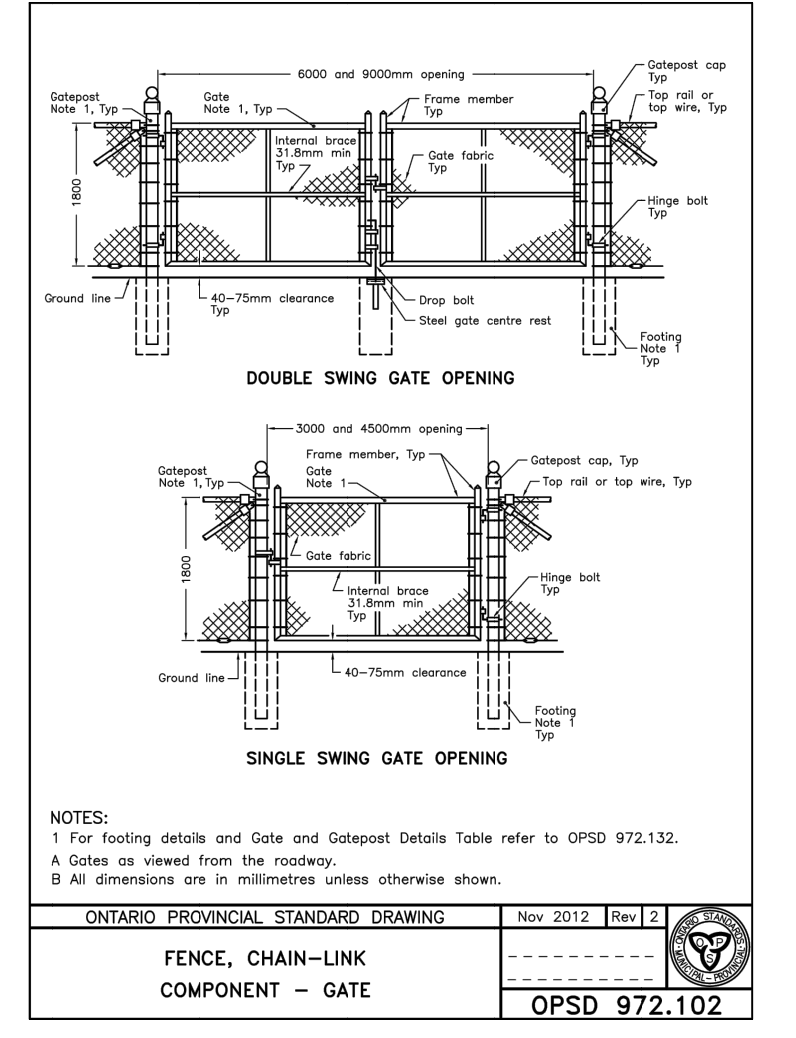 6000 and 9000mm opening
Gatepost cap
Typ
Gatepost
Note 1, Typ
Gate
Note 1, Typ
Frame member
Typ
Top rail or
top wire, Typ
Internal brace
31.8mm min
Typ
Gate fabric
Typ
1800
Hinge bolt
Typ
Ground line
40-75mm clearance
Typ
Drop bolt
Steel gate centre rest
Footing
Note 1
Typ
DOUBLE SWING GATE OPENING
3000 and 4500mm opening
Frame member, Typ
Gatepost cap, Typ
Gatepost
Note 1, Typ
Gate
Note 1
Top rail or top wire, Typ
Gate fabric
1800
Internal brace
31.8mm min
Typ
Hinge bolt
Typ
Ground line
40-75mm clearance
Footing
Note 1
Typ
SINGLE SWING GATE OPENING
NOTES:
1 For footing details and Gate and Gatepost Details Table refer to OPSD 972.132.
A Gates as viewed from the roadway.
B All dimensions are in millimetres unless otherwise shown.
ONTARIO PROVINCIAL STANDARD DRAWING
Nov 2012 Rev 2
FENCE, CHAIN-LINK
COMPONENT - GATE
OPSD 972.102
ONTARIO STANDARDS
MUNICIPAL - PROVINCIAL
O P S